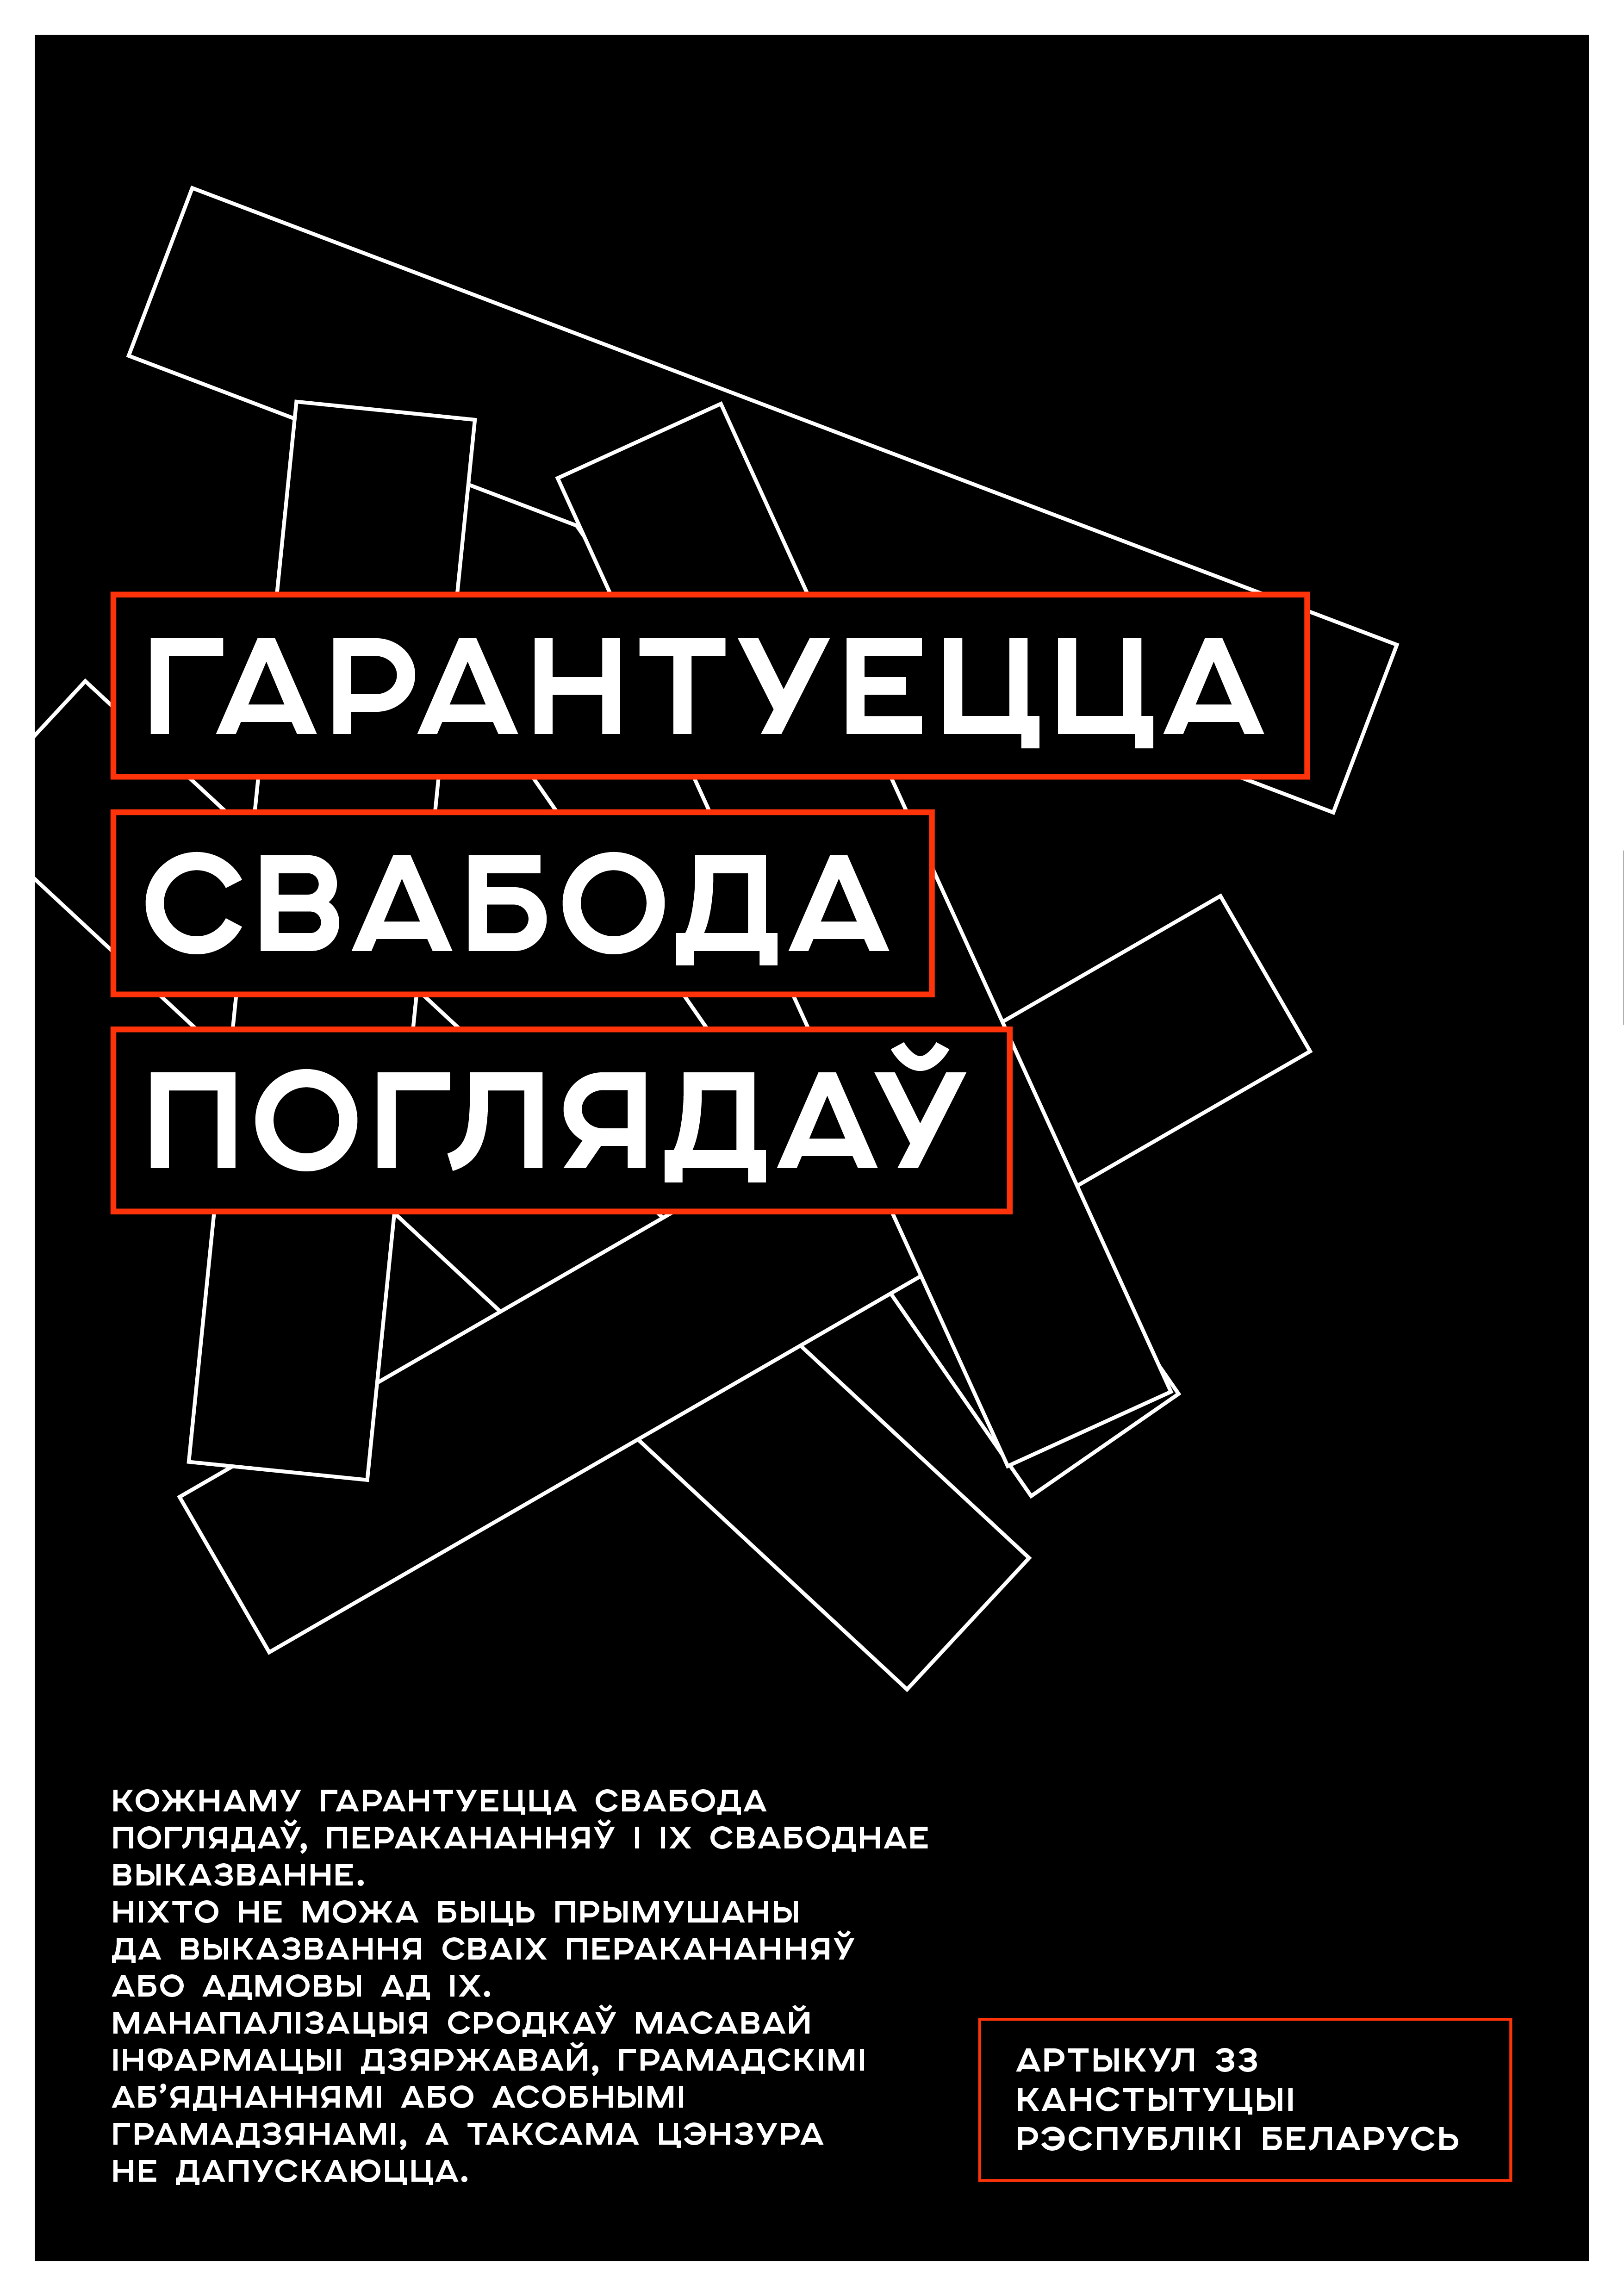 ГАРАНТУЕЦЦА
СВАБОДА
ПОГЛЯДАЎ
КОЖНАМУ ГАРАНТУЕЦЦА СВАБОДА
ПОГЛЯДАЎ, ПЕРАКАНАННЯЎ І ІХ СВАБОДНАЕ
ВЫКАЗВАННЕ.
НІХТО НЕ МОЖА БЫЦЬ ПРЫМУШАНЫ
ДА ВЫКАЗВАННЯ СВАІХ ПЕРАКАНАННЯЎ
АБО АДМОВЫ АД ІХ.
МАНАПАЛІЗАЦЫЯ СРОДКАЎ МАСАВАЙ
ІНФАРМАЦЫІ ДЗЯРЖАВАЙ, ГРАМАДСКІМІ
АБ’ЯДНАННЯМІ АБО АСОБНЫМІ
ГРАМАДЗЯНАМІ, А ТАКСАМА ЦЭНЗУРА
НЕ ДАПУСКАЮЦЦА.
АРТЫКУЛ 33
КАНСТЫТУЦЫІ
РЭСПУБЛІКІ БЕЛАРУСЬ